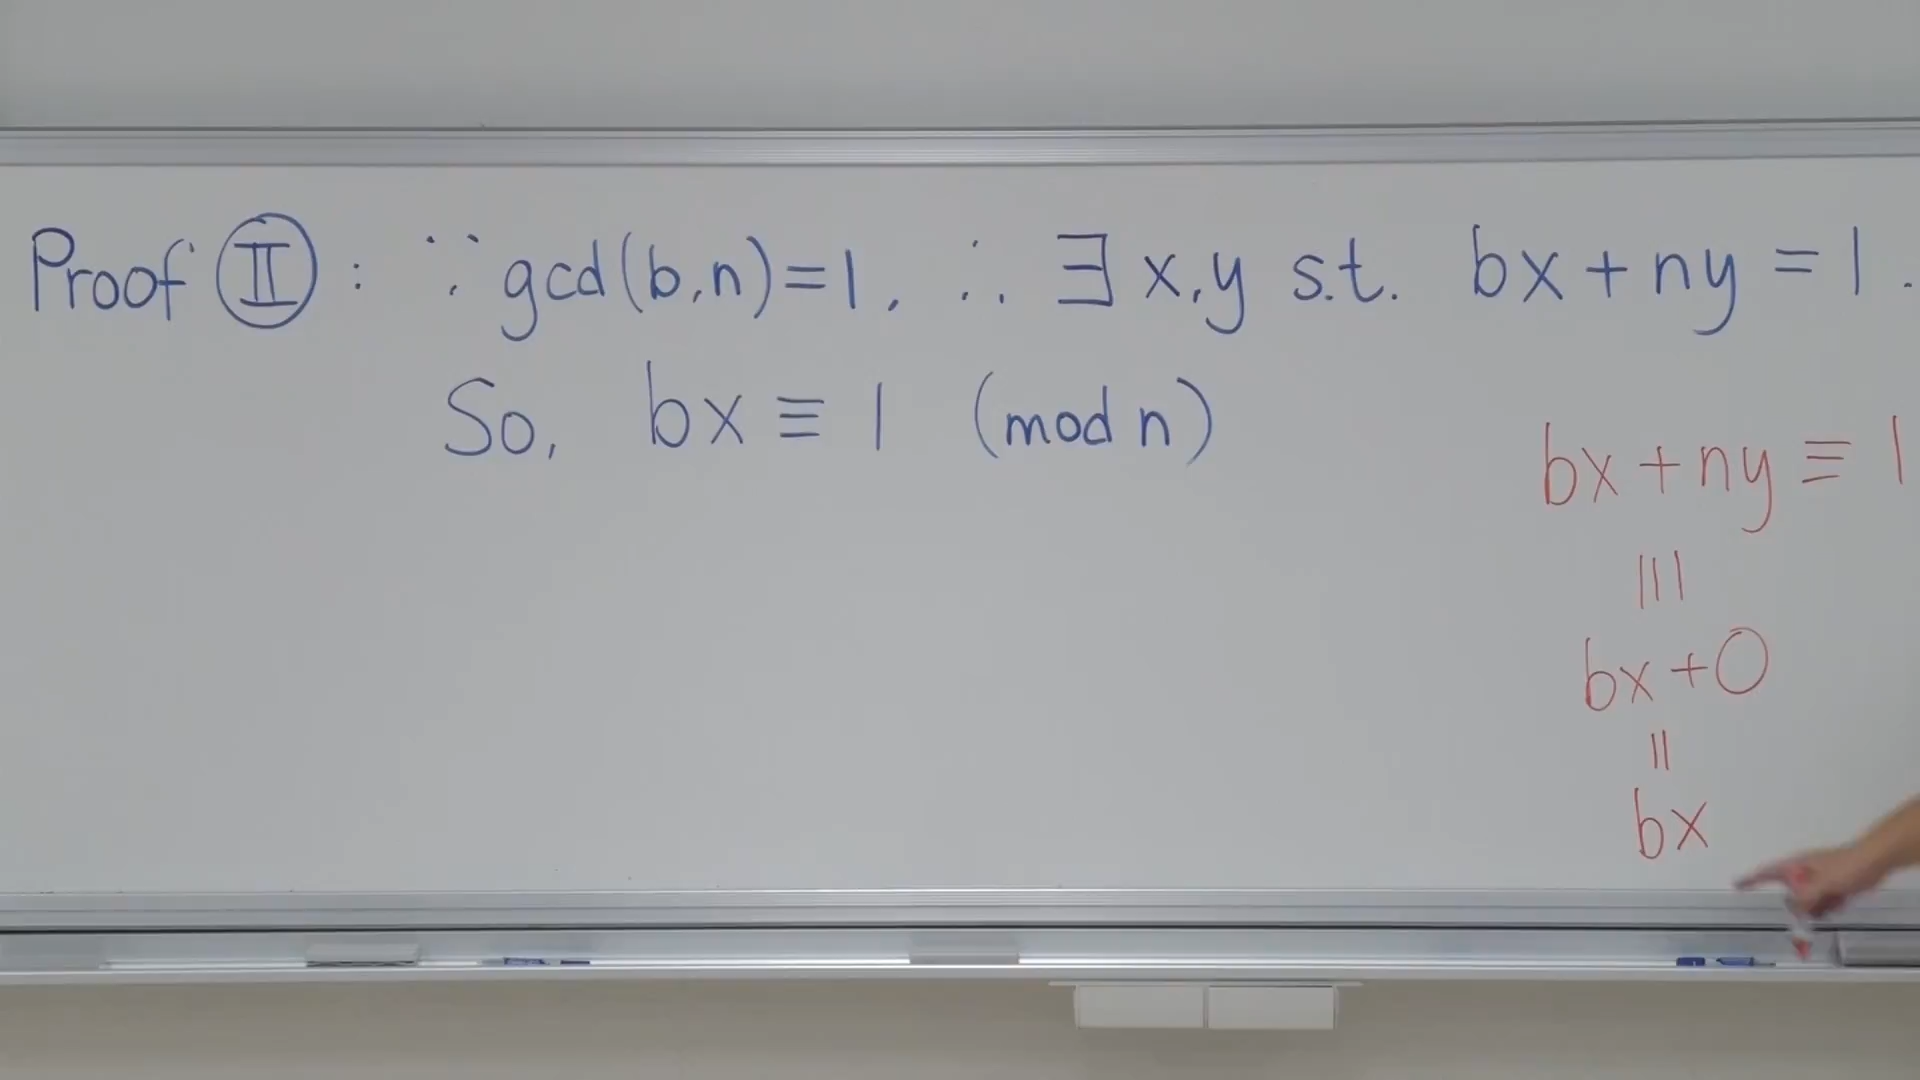 Proof Ⅱ : ∵ gcd(b,n)=1, ∴ ∃ x,y s.t. bx+ny=1.
So, bx ≡ 1 (mod n)
bx+ny ≡ 1
|||
bx+0
||
bx